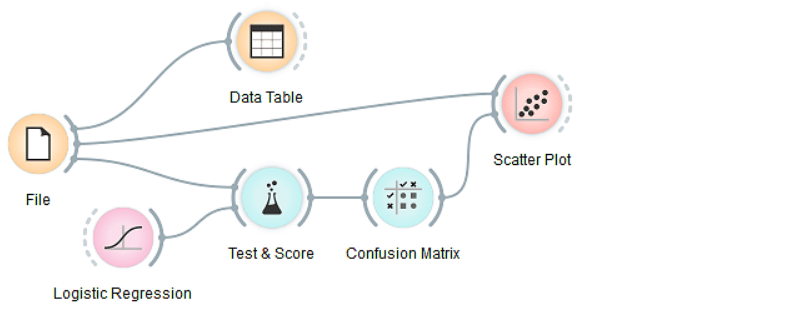 Data Table
Scatter Plot
File
Test & Score
Confusion Matrix
Logistic Regression